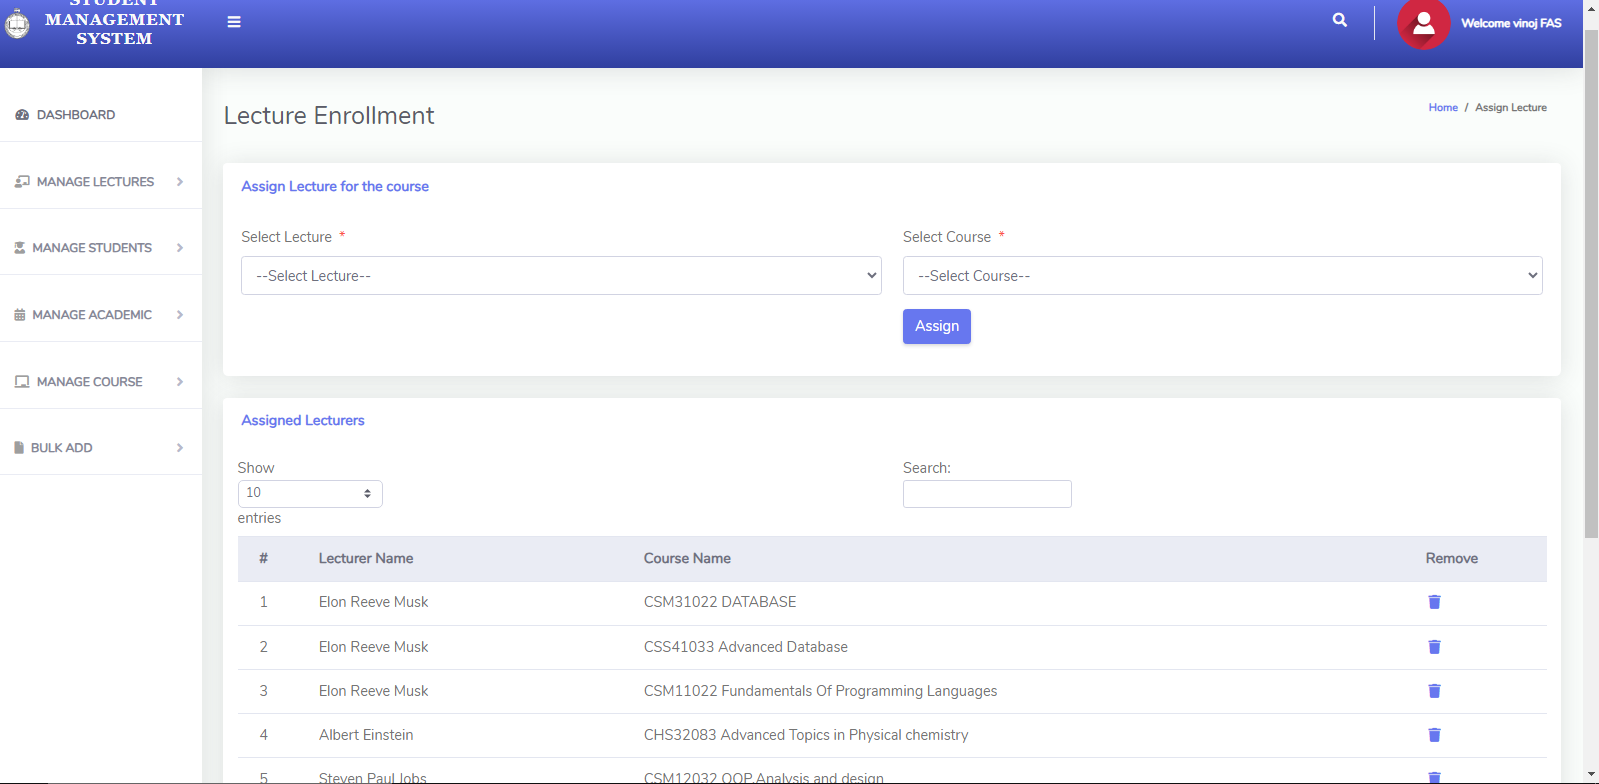 STUDENT
MANAGEMENT
SYSTEM
Welcome vinoj FAS
DASHBOARD
MANAGE LECTURES
MANAGE STUDENTS
MANAGE ACADEMIC
MANAGE COURSE
BULK ADD
Lecture Enrollment
Home / Assign Lecture
Assign Lecture for the course
Select Lecture *
Select Course *
--Select Lecture--
--Select Course--
Assign
Assigned Lecturers
Show
Search:
10
entries
# Lecturer Name Course Name Remove
1 Elon Reeve Musk CSM31022 DATABASE
2 Elon Reeve Musk CSS41033 Advanced Database
3 Elon Reeve Musk CSM11022 Fundamentals Of Programming Languages
4 Albert Einstein CHS32083 Advanced Topics in Physical chemistry
5 Steven Paul Jobs CSM12032 OOP,Analysis and design